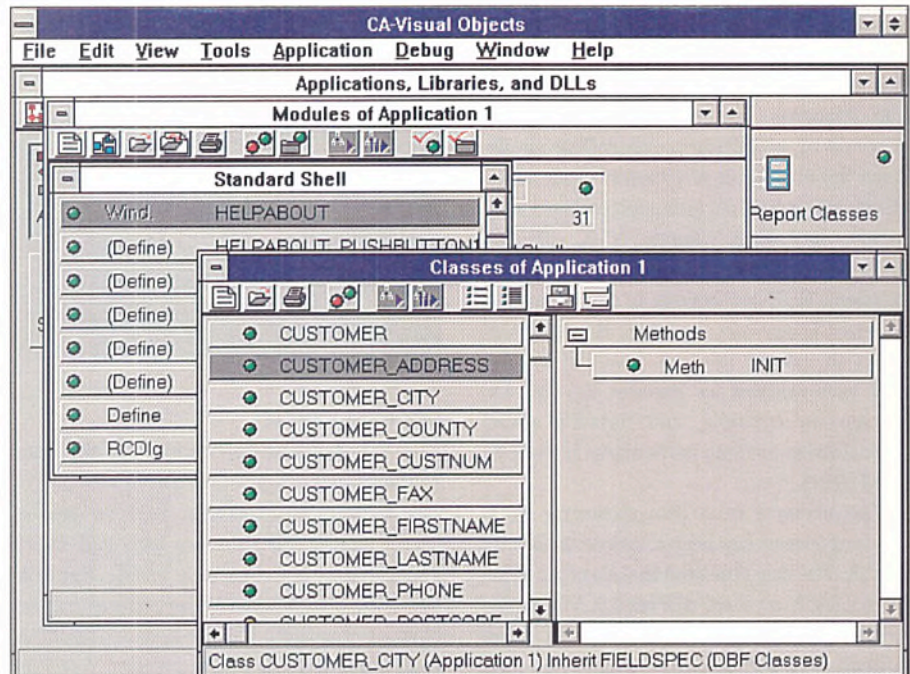 CA-Visual Objects
File Edit View Tools Application Debug Window Help
Applications, Libraries, and DLLs
Modules of Application 1
Standard Shell
31
Report Classes
Wind. HELPABOUT
(Define) HELPABOUT_PUSHBUTTON1
(Define)
(Define)
(Define)
(Define)
Define
RCDlg
Classes of Application 1
CUSTOMER
CUSTOMER_ADDRESS
CUSTOMER_CITY
CUSTOMER_COUNTY
CUSTOMER_CUSTNUM
CUSTOMER_FAX
CUSTOMER_FIRSTNAME
CUSTOMER_LASTNAME
CUSTOMER_PHONE
CUSTOMER_POSTCODE
Methods
Meth INIT
Class CUSTOMER_CITY (Application 1) Inherit FIELDSPEC (DBF Classes)